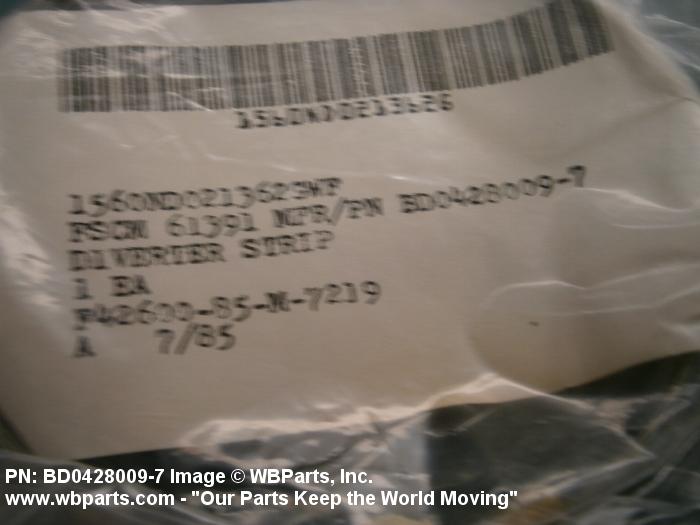 1560ND021362
1560ND0213623WF
FSCM 61391 MFR/PN BD0428009-7
DIVERTER STRIP
1 EA
F42600-85-M-7219
A 7/85
PN: BD0428009-7 Image © WBParts, Inc.
www.wbparts.com - "Our Parts Keep the World Moving"